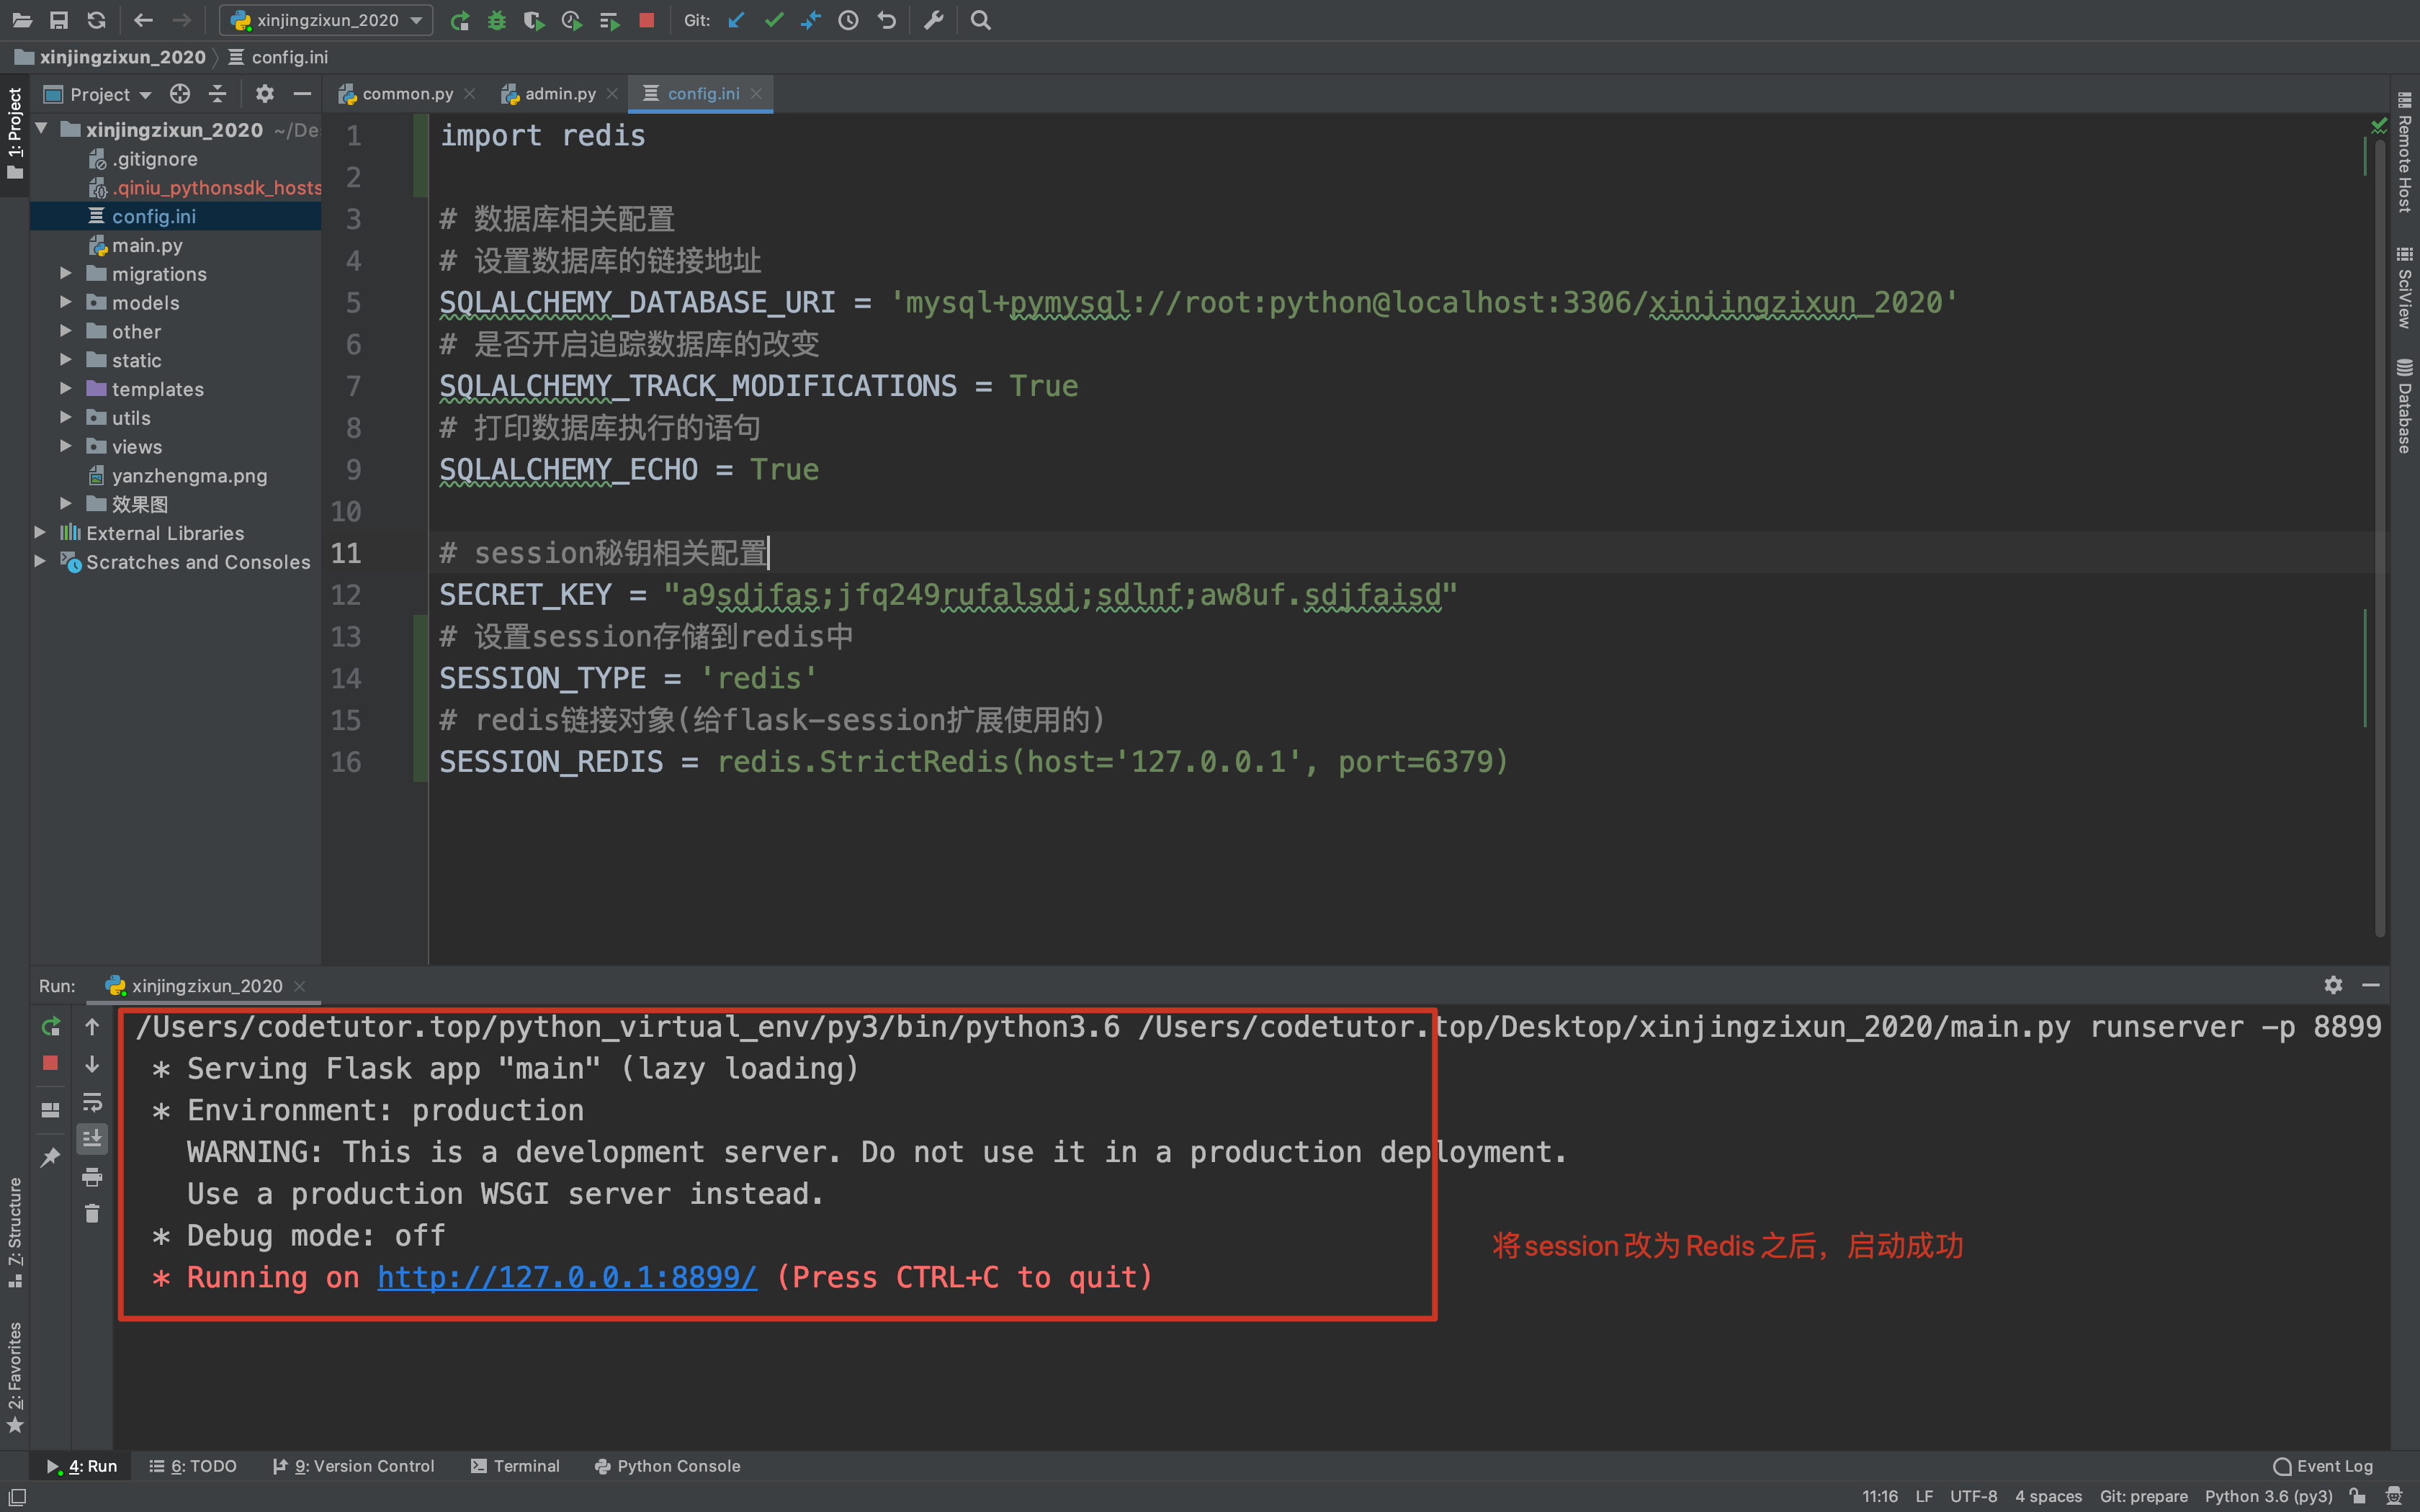 xinjingzixun_2020
Git:
xinjingzixun_2020
config.ini
1: Project
Project
common.py
admin.py
config.ini
Remote Host
SciView
Database
xinjingzixun_2020 ~/De
.gitignore
.qiniu_pythonsdk_hosts
config.ini
main.py
migrations
models
other
static
templates
utils
views
yanzhengma.png
效果图
External Libraries
Scratches and Consoles
1 import redis
2
3 # 数据库相关配置
4 # 设置数据库的链接地址
5 SQLALCHEMY_DATABASE_URI = 'mysql+pymysql://root:python@localhost:3306/xinjingzixun_2020'
6 # 是否开启追踪数据库的改变
7 SQLALCHEMY_TRACK_MODIFICATIONS = True
8 # 打印数据库执行的语句
9 SQLALCHEMY_ECHO = True
10
11 # session秘钥相关配置
12 SECRET_KEY = "a9sdjfas;jfq249rufalsdj;sdlnf;aw8uf.sdjfaisd"
13 # 设置session存储到redis中
14 SESSION_TYPE = 'redis'
15 # redis链接对象(给flask-session扩展使用的)
16 SESSION_REDIS = redis.StrictRedis(host='127.0.0.1', port=6379)
Run: xinjingzixun_2020
/Users/codetutor.top/python_virtual_env/py3/bin/python3.6 /Users/codetutor.top/Desktop/xinjingzixun_2020/main.py runserver -p 8899
* Serving Flask app "main" (lazy loading)
* Environment: production
WARNING: This is a development server. Do not use it in a production deployment.
Use a production WSGI server instead.
* Debug mode: off
* Running on http://127.0.0.1:8899/ (Press CTRL+C to quit)
将session改为Redis之后，启动成功
7: Structure
2: Favorites
4: Run
6: TODO
9: Version Control
Terminal
Python Console
Event Log
11:16 LF UTF-8 4 spaces Git: prepare Python 3.6 (py3)